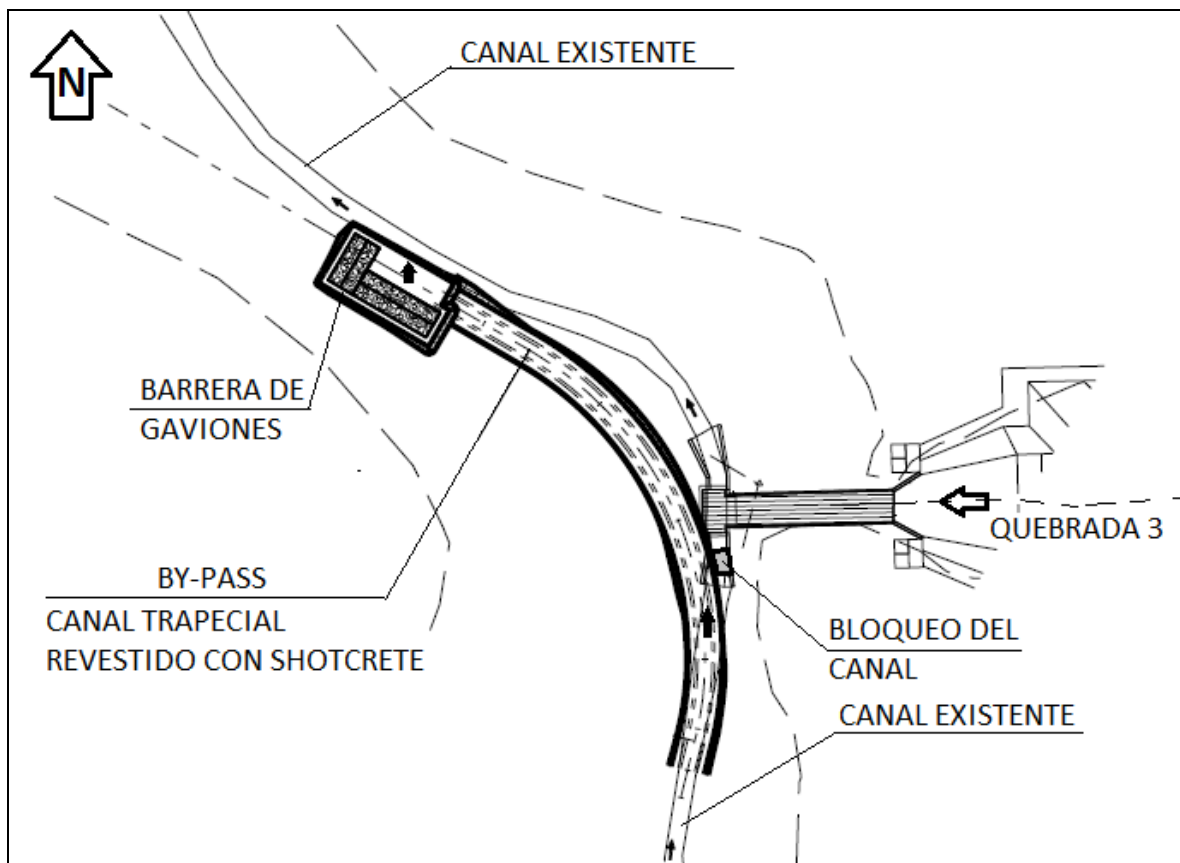 CANAL EXISTENTE
N
BARRERA DE
GAVIONES
QUEBRADA 3
BY-PASS
CANAL TRAPECIAL
REVESTIDO CON SHOTCRETE
BLOQUEO DEL
CANAL
CANAL EXISTENTE